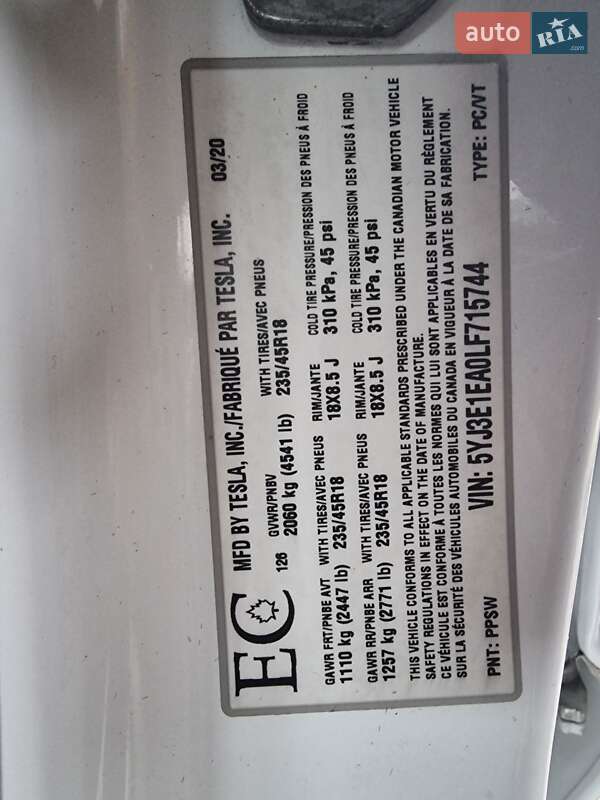 auto RIA .com
EC
MFD BY TESLA, INC./FABRIQUÉ PAR TESLA, INC. 03/20
126 GVWR/PNBV WITH TIRES/AVEC PNEUS
2060 kg (4541 lb) 235/45R18
GAWR FRT/PNBE AVT WITH TIRES/AVEC PNEUS RIM/JANTE COLD TIRE PRESSURE/PRESSION DES PNEUS À FROID
1110 kg (2447 lb) 235/45R18 18X8.5 J 310 kPa, 45 psi
GAWR RR/PNBE ARR WITH TIRES/AVEC PNEUS RIM/JANTE COLD TIRE PRESSURE/PRESSION DES PNEUS À FROID
1257 kg (2771 lb) 235/45R18 18X8.5 J 310 kPa, 45 psi
THIS VEHICLE CONFORMS TO ALL APPLICABLE STANDARDS PRESCRIBED UNDER THE CANADIAN MOTOR VEHICLE
SAFETY REGULATIONS IN EFFECT ON THE DATE OF MANUFACTURE.
CE VÉHICULE EST CONFORME À TOUTES LES NORMES QUI LUI SONT APPLICABLES EN VERTU DU RÈGLEMENT
SUR LA SÉCURITÉ DES VÉHICULES AUTOMOBILES DU CANADA EN VIGUEUR À LA DATE DE SA FABRICATION.
PNT: PPSW VIN: 5YJ3E1EA0LF715744 TYPE: PC/VT